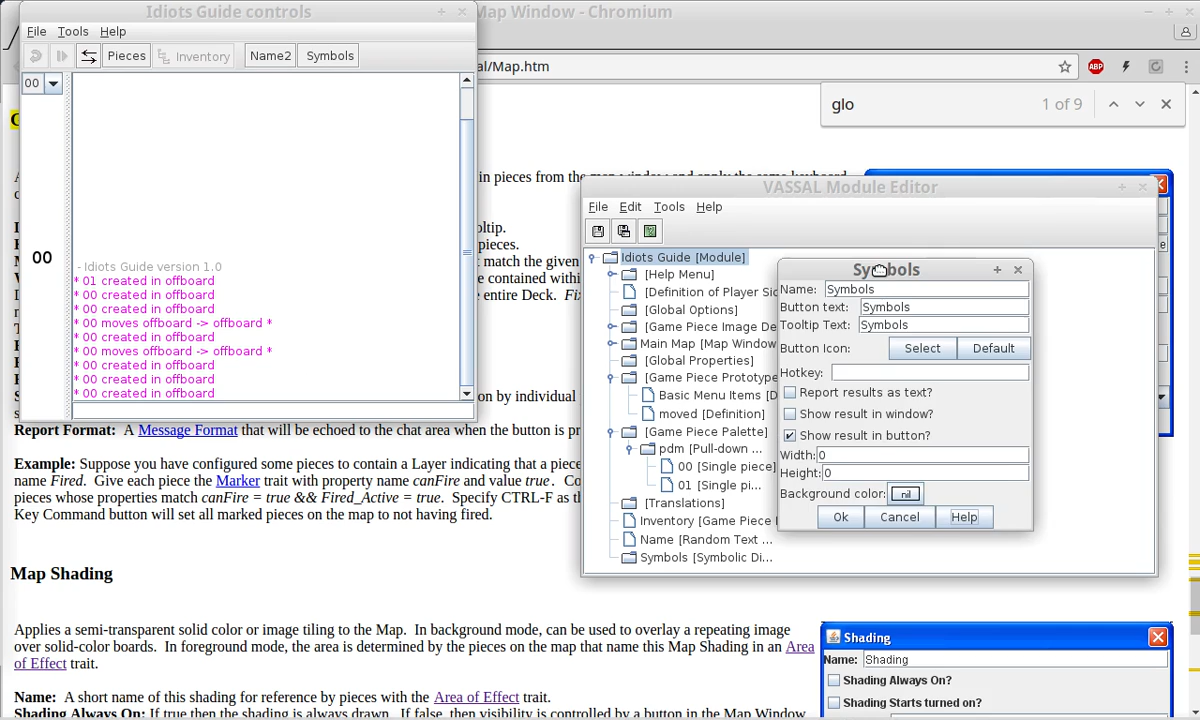 Idiots Guide controls
File Tools Help
Pieces Inventory Name2 Symbols
00
00
- Idiots Guide version 1.0
* 01 created in offboard
* 00 created in offboard
* 00 created in offboard
* 00 moves offboard -> offboard *
* 00 created in offboard
* 00 moves offboard -> offboard *
* 00 created in offboard
* 00 created in offboard
* 00 created in offboard
Map Window - Chromium
al/Map.htm
ABP
glo 1 of 9
in pieces from the map window and apply the same keyboard
ltip.
pieces.
match the given
e contained within
e entire Deck. Fix
on by individual
Report Format: A Message Format that will be echoed to the chat area when the button is pr
Example: Suppose you have configured some pieces to contain a Layer indicating that a piece
name Fired. Give each piece the Marker trait with property name canFire and value true. Co
pieces whose properties match canFire = true && Fired_Active = true. Specify CTRL-F as th
Key Command button will set all marked pieces on the map to not having fired.
Map Shading
Applies a semi-transparent solid color or image tiling to the Map. In background mode, can be used to overlay a repeating image
over solid-color boards. In foreground mode, the area is determined by the pieces on the map that name this Map Shading in an Area
of Effect trait.
Name: A short name of this shading for reference by pieces with the Area of Effect trait.
Shading Always On: If true then the shading is always drawn. If false, then visibility is controlled by a button in the Map Window
VASSAL Module Editor
File Edit Tools Help
Idiots Guide [Module]
[Help Menu]
[Definition of Player Sid
[Global Options]
[Game Piece Image De
Main Map [Map Window
[Global Properties]
[Game Piece Prototype
Basic Menu Items [D
moved [Definition]
[Game Piece Palette]
pdm [Pull-down ...
00 [Single piece]
01 [Single pi...
[Translations]
Inventory [Game Piece I
Name [Random Text ...
Symbols [Symbolic Di...
Symbols
Name: Symbols
Button text: Symbols
Tooltip Text: Symbols
Button Icon: Select Default
Hotkey:
Report results as text?
Show result in window?
Show result in button?
Width: 0
Height: 0
Background color: nil
Ok Cancel Help
Shading
Name: Shading
Shading Always On?
Shading Starts turned on?